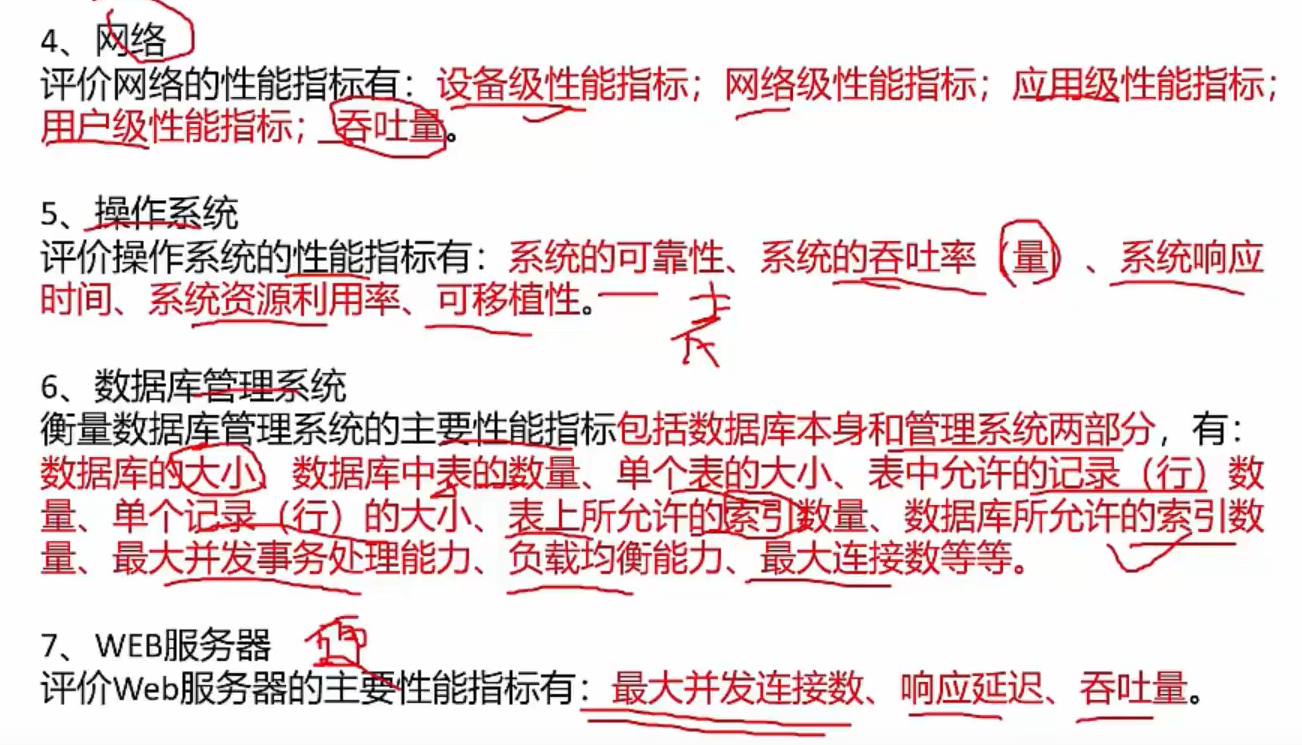 4、网络
评价网络的性能指标有：设备级性能指标；网络级性能指标；应用级性能指标；
用户级性能指标；吞吐量。
5、操作系统
评价操作系统的性能指标有：系统的可靠性、系统的吞吐率（量）、系统响应
时间、系统资源利用率、可移植性。
6、数据库管理系统
衡量数据库管理系统的主要性能指标包括数据库本身和管理系统两部分，有：
数据库的大小、数据库中表的数量、单个表的大小、表中允许的记录（行）数
量、单个记录（行）的大小、表上所允许的索引数量、数据库所允许的索引数
量、最大并发事务处理能力、负载均衡能力、最大连接数等等。
7、WEB服务器
评价Web服务器的主要性能指标有：最大并发连接数、响应延迟、吞吐量。